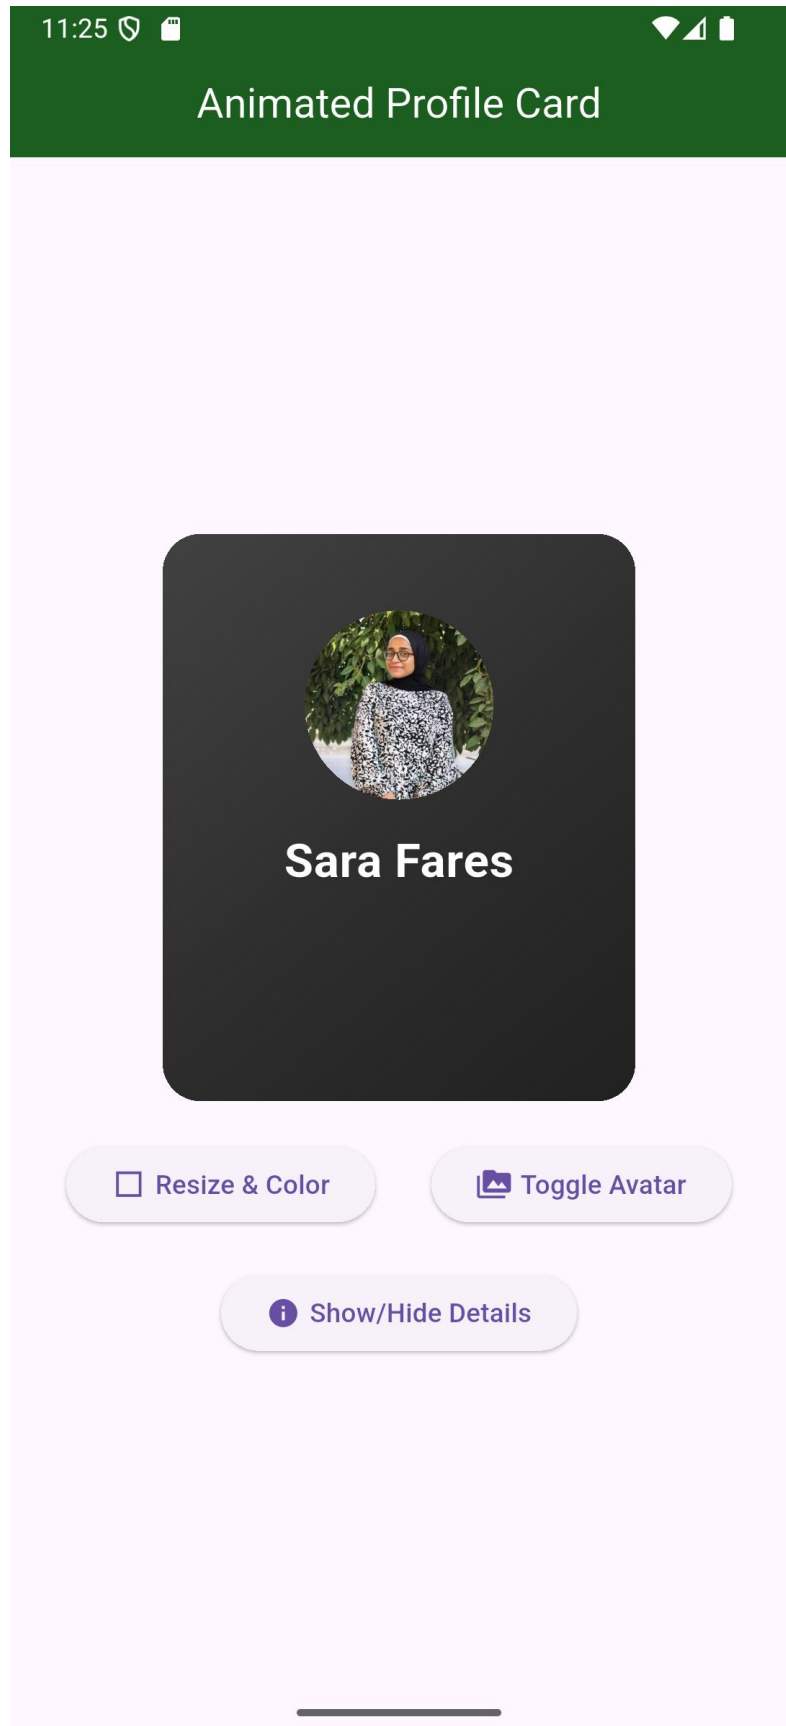 11:25
Animated Profile Card
Sara Fares
Resize & Color
Toggle Avatar
Show/Hide Details